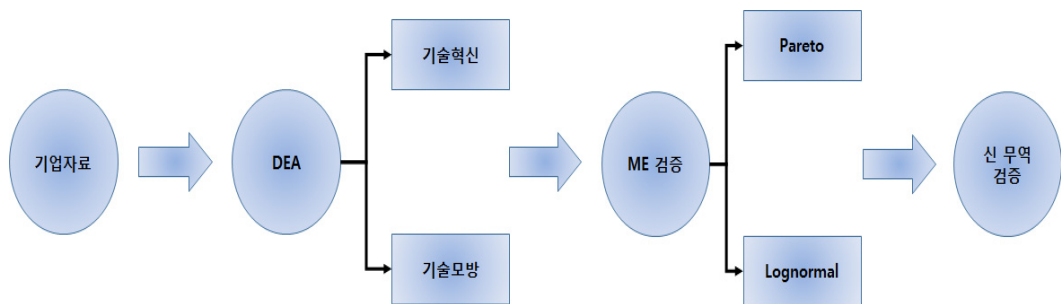 기업자료
DEA
기술혁신
기술모방
ME 검증
Pareto
Lognormal
신 무역
검증